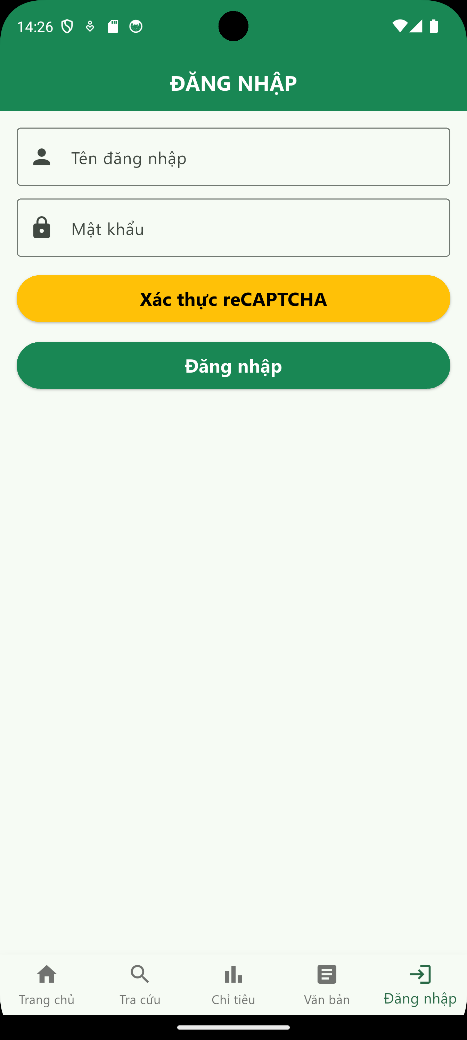 14:26
ĐĂNG NHẬP
Tên đăng nhập
Mật khẩu
Xác thực reCAPTCHA
Đăng nhập
Trang chủ
Tra cứu
Chỉ tiêu
Văn bản
Đăng nhập